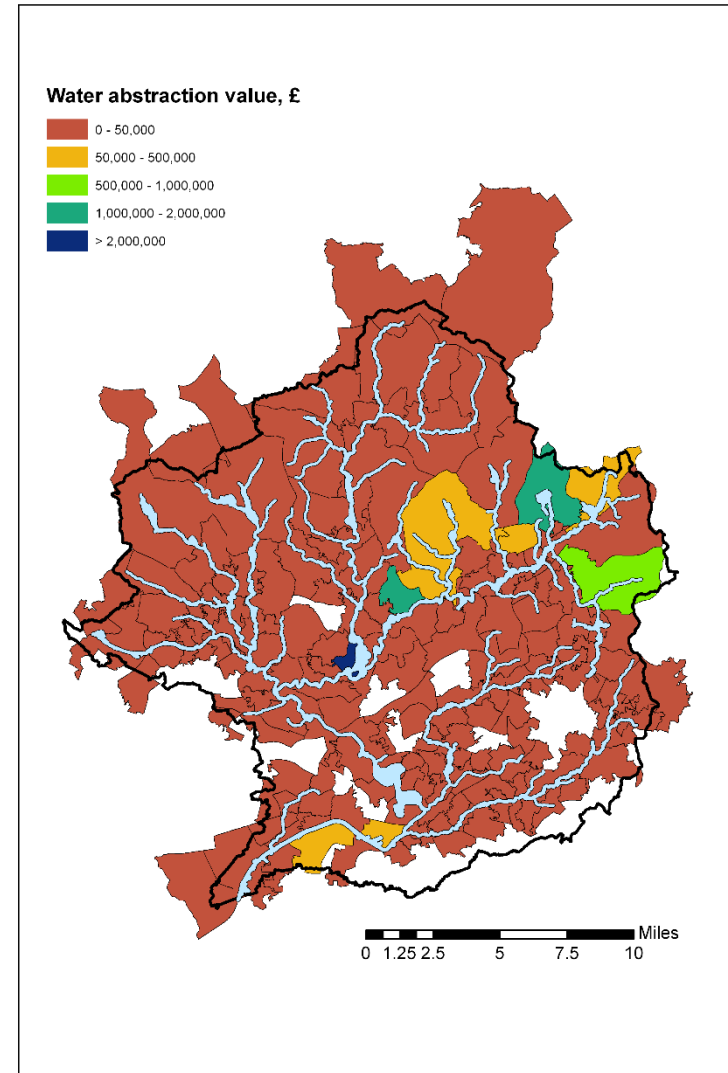 Water abstraction value, £
0 - 50,000
50,000 - 500,000
500,000 - 1,000,000
1,000,000 - 2,000,000
> 2,000,000
Miles
0 1.25 2.5 5 7.5 10